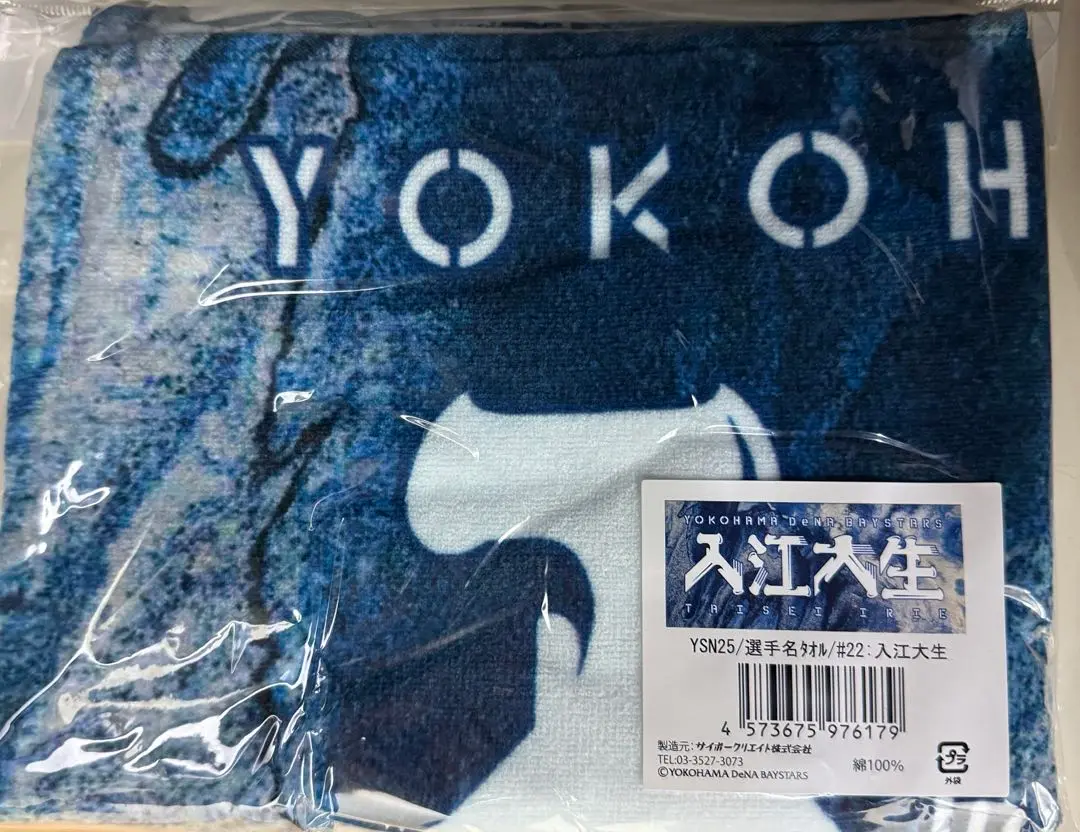 YOKOH
YOKOHAMA DeNA BAYSTARS
入江大生
TAISEI IRIE
YSN25/選手名ﾀｵﾙ/#22:入江大生
4 573675 976179
製造元:サイボークリエイト株式会社
TEL:03-3527-3073
©YOKOHAMA DeNA BAYSTARS
綿100%
プラ
外袋